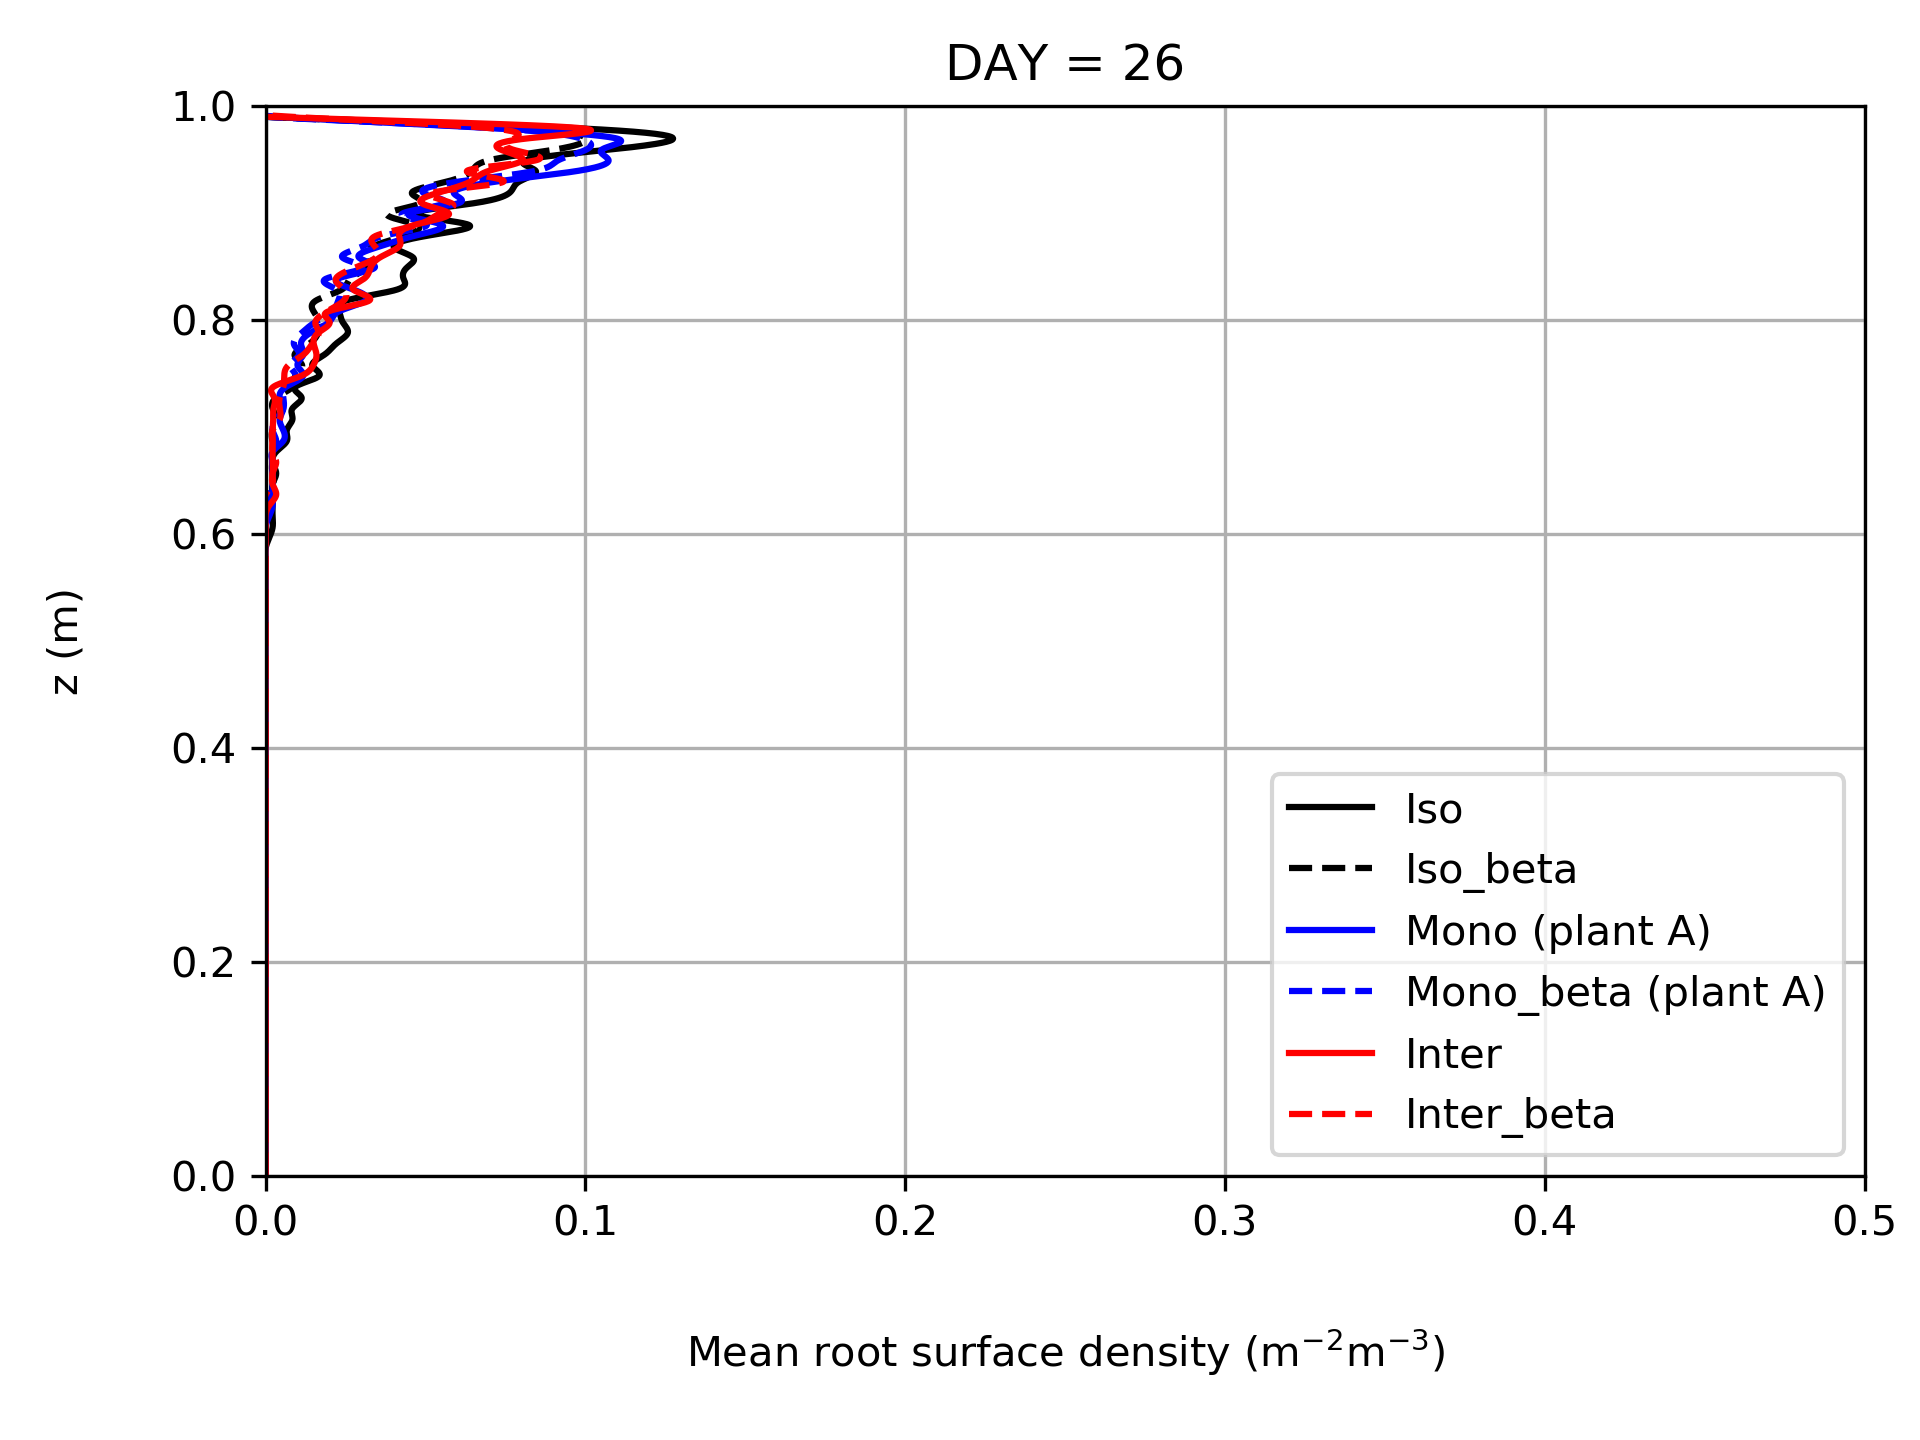 DAY = 26
1.0
0.8
0.6
0.4
0.2
0.0
z (m)
0.0 0.1 0.2 0.3 0.4 0.5
Mean root surface density (m⁻²m⁻³)
Iso
Iso_beta
Mono (plant A)
Mono_beta (plant A)
Inter
Inter_beta